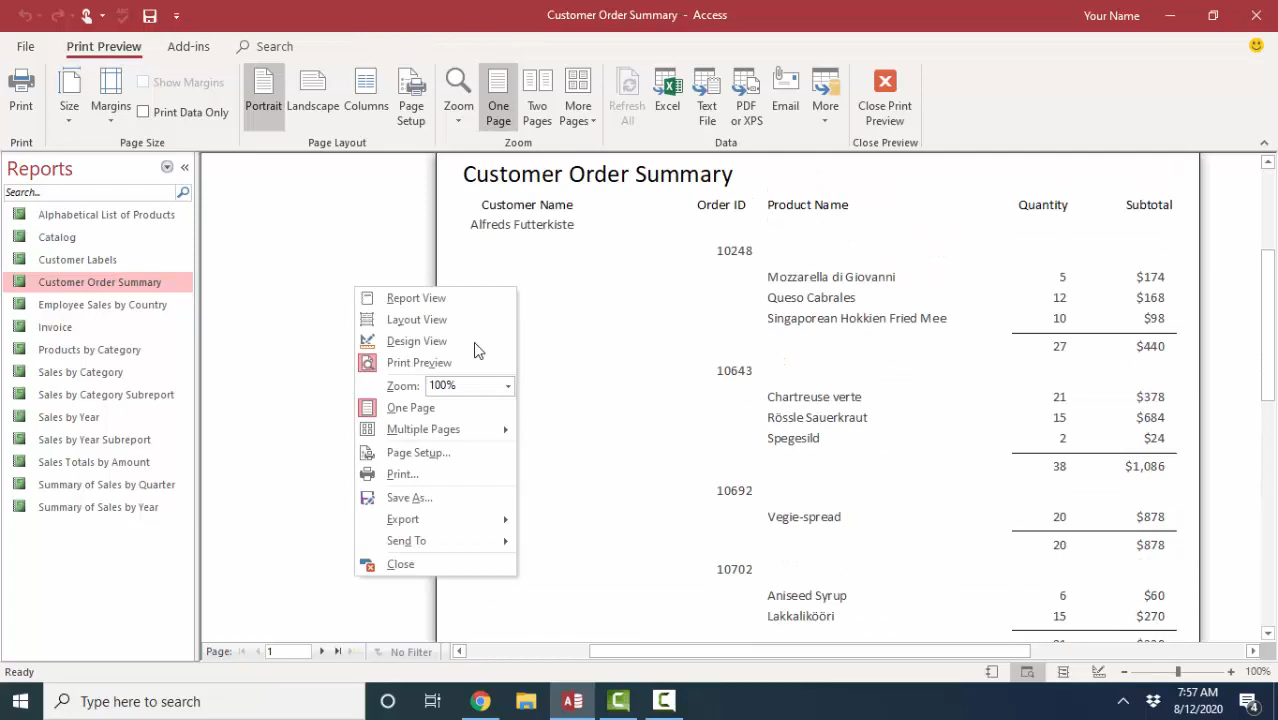 Customer Order Summary - Access
Your Name
File Print Preview Add-ins Search
Print
Size
Margins
Show Margins
Print Data Only
Portrait
Landscape
Columns
Page Setup
Zoom
One Page
Two Pages
More Pages
Refresh All
Excel
Text File
PDF or XPS
Email
More
Close Print Preview
Print Page Size Page Layout Zoom Data Close Preview
Reports
Search...
Alphabetical List of Products
Catalog
Customer Labels
Customer Order Summary
Employee Sales by Country
Invoice
Products by Category
Sales by Category
Sales by Category Subreport
Sales by Year
Sales by Year Subreport
Sales Totals by Amount
Summary of Sales by Quarter
Summary of Sales by Year
Customer Order Summary
Customer Name Order ID Product Name Quantity Subtotal
Alfreds Futterkiste
10248
Mozzarella di Giovanni 5 $174
Queso Cabrales 12 $168
Singaporean Hokkien Fried Mee 10 $98
27 $440
10643
Chartreuse verte 21 $378
Rössle Sauerkraut 15 $684
Spegesild 2 $24
38 $1,086
10692
Vegie-spread 20 $878
20 $878
10702
Aniseed Syrup 6 $60
Lakkalikööri 15 $270
Report View
Layout View
Design View
Print Preview
Zoom: 100%
One Page
Multiple Pages
Page Setup...
Print...
Save As...
Export
Send To
Close
Page: 1 No Filter
Ready 100%
Type here to search
7:57 AM
8/12/2020
4